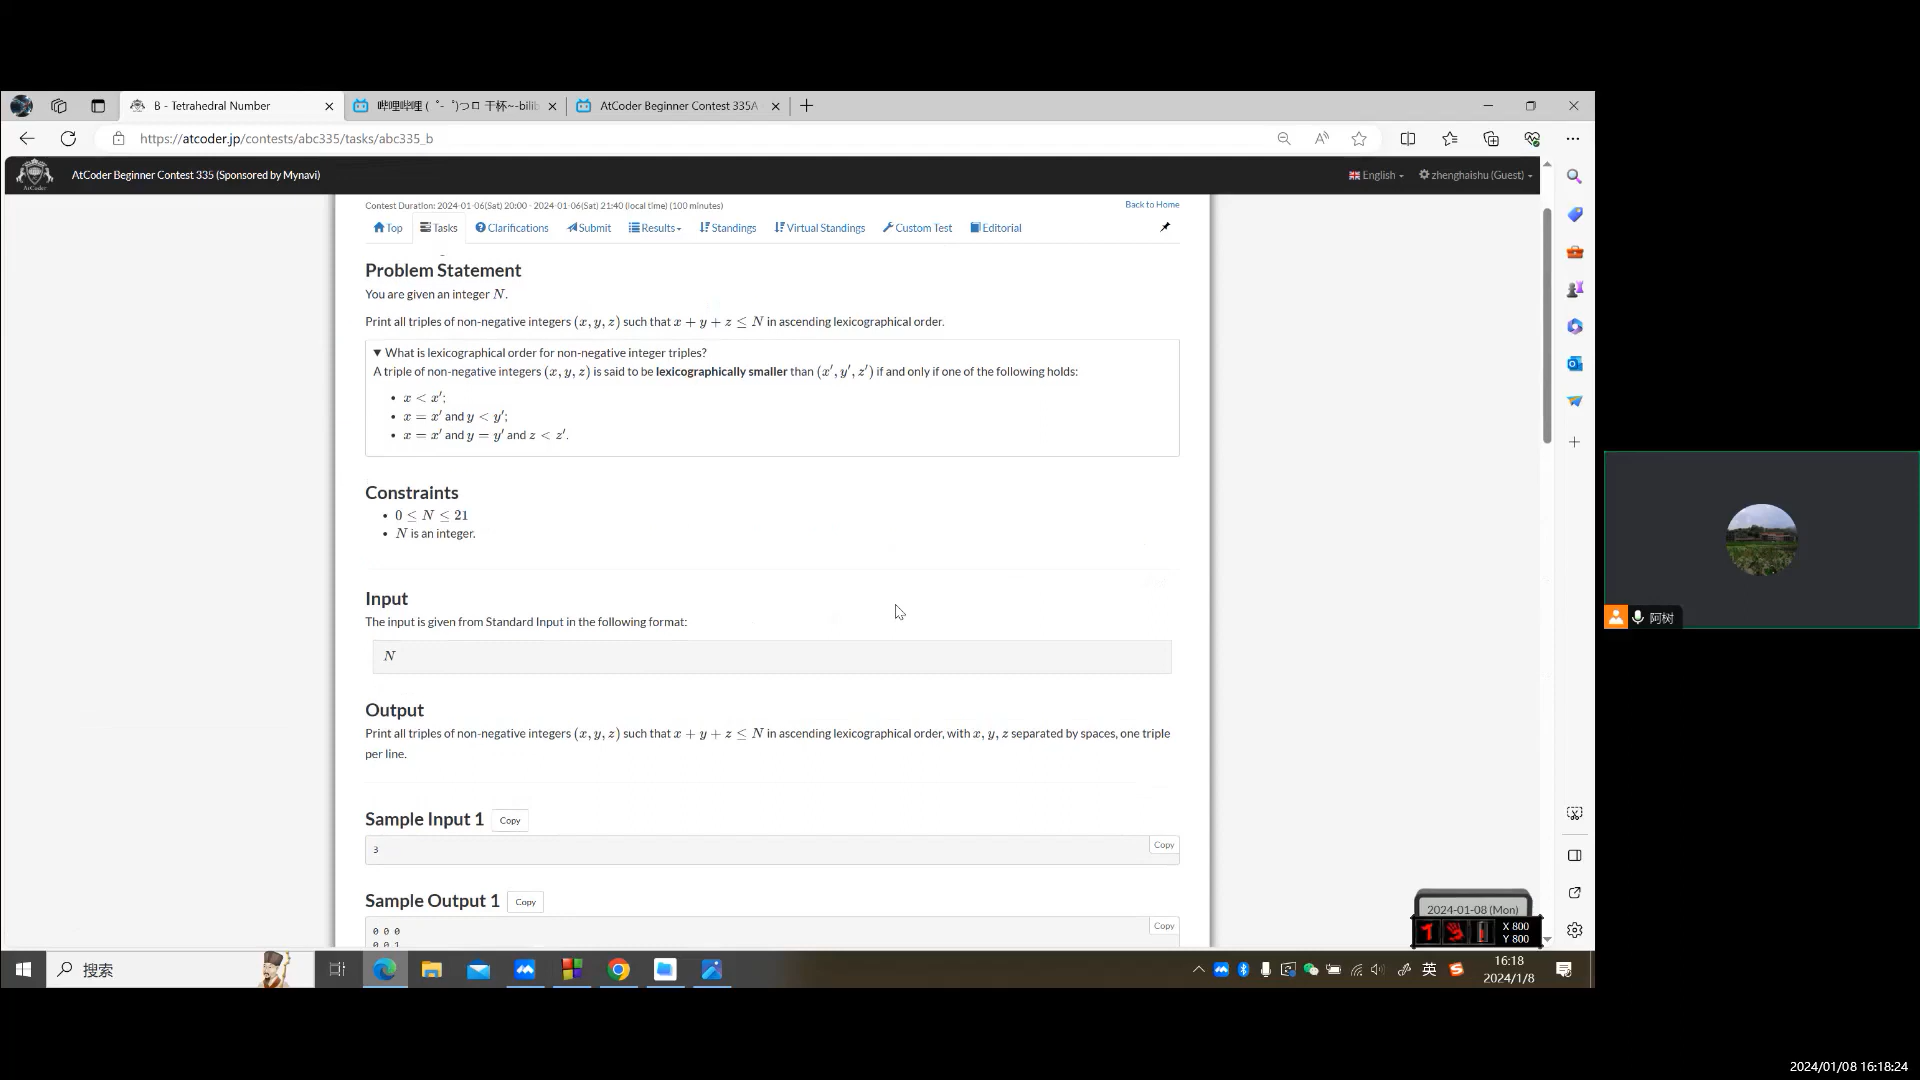 B - Tetrahedral Number
哔哩哔哩 ( ゜- ゜)つロ 干杯~-bilib
AtCoder Beginner Contest 335A
https://atcoder.jp/contests/abc335/tasks/abc335_b
AtCoder Beginner Contest 335 (Sponsored by Mynavi)
English
zhenghaishu (Guest)
Contest Duration: 2024-01-06(Sat) 20:00 - 2024-01-06(Sat) 21:40 (local time) (100 minutes)
Back to Home
Top
Tasks
Clarifications
Submit
Results
Standings
Virtual Standings
Custom Test
Editorial
Problem Statement
You are given an integer N.
Print all triples of non-negative integers (x, y, z) such that x + y + z ≤ N in ascending lexicographical order.
▼ What is lexicographical order for non-negative integer triples?
A triple of non-negative integers (x, y, z) is said to be lexicographically smaller than (x′, y′, z′) if and only if one of the following holds:
• x < x′;
• x = x′ and y < y′;
• x = x′ and y = y′ and z < z′.
Constraints
• 0 ≤ N ≤ 21
• N is an integer.
Input
The input is given from Standard Input in the following format:
N
Output
Print all triples of non-negative integers (x, y, z) such that x + y + z ≤ N in ascending lexicographical order, with x, y, z separated by spaces, one triple
per line.
Sample Input 1
Copy
3
Copy
Sample Output 1
Copy
0 0 0
Copy
0 0 1
2024-01-08 (Mon)
X 800
Y 800
阿树
搜索
英
16:18
2024/1/8
2024/01/08 16:18:24